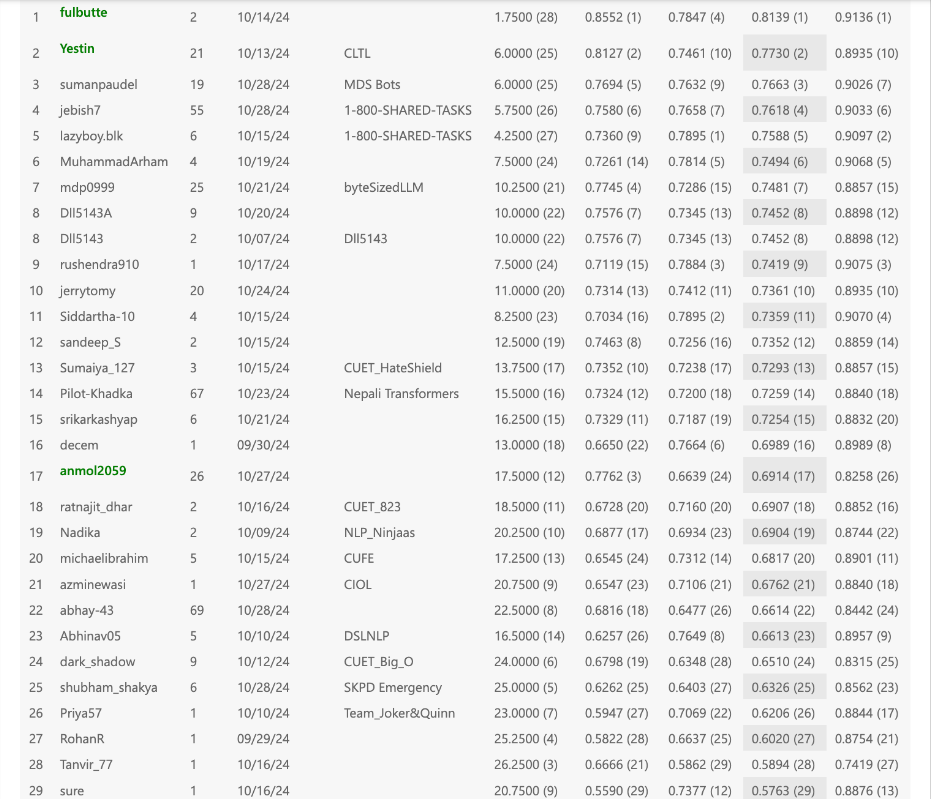 1 fulbutte 2 10/14/24 1.7500 (28) 0.8552 (1) 0.7847 (4) 0.8139 (1) 0.9136 (1)
2 Yestin 21 10/13/24 CLTL 6.0000 (25) 0.8127 (2) 0.7461 (10) 0.7730 (2) 0.8935 (10)
3 sumanpaudel 19 10/28/24 MDS Bots 6.0000 (25) 0.7694 (5) 0.7632 (9) 0.7663 (3) 0.9026 (7)
4 jebish7 55 10/28/24 1-800-SHARED-TASKS 5.7500 (26) 0.7580 (6) 0.7658 (7) 0.7618 (4) 0.9033 (6)
5 lazyboy.blk 6 10/15/24 1-800-SHARED-TASKS 4.2500 (27) 0.7360 (9) 0.7895 (1) 0.7588 (5) 0.9097 (2)
6 MuhammadArham 4 10/19/24 7.5000 (24) 0.7261 (14) 0.7814 (5) 0.7494 (6) 0.9068 (5)
7 mdp0999 25 10/21/24 byteSizedLLM 10.2500 (21) 0.7745 (4) 0.7286 (15) 0.7481 (7) 0.8857 (15)
8 Dll5143A 9 10/20/24 10.0000 (22) 0.7576 (7) 0.7345 (13) 0.7452 (8) 0.8898 (12)
8 Dll5143 2 10/07/24 Dll5143 10.0000 (22) 0.7576 (7) 0.7345 (13) 0.7452 (8) 0.8898 (12)
9 rushendra910 1 10/17/24 7.5000 (24) 0.7119 (15) 0.7884 (3) 0.7419 (9) 0.9075 (3)
10 jerrytomy 20 10/24/24 11.0000 (20) 0.7314 (13) 0.7412 (11) 0.7361 (10) 0.8935 (10)
11 Siddartha-10 4 10/15/24 8.2500 (23) 0.7034 (16) 0.7895 (2) 0.7359 (11) 0.9070 (4)
12 sandeep_S 2 10/15/24 12.5000 (19) 0.7463 (8) 0.7256 (16) 0.7352 (12) 0.8859 (14)
13 Sumaiya_127 3 10/15/24 CUET_HateShield 13.7500 (17) 0.7352 (10) 0.7238 (17) 0.7293 (13) 0.8857 (15)
14 Pilot-Khadka 67 10/23/24 Nepali Transformers 15.5000 (16) 0.7324 (12) 0.7200 (18) 0.7259 (14) 0.8840 (18)
15 srikarkashyap 6 10/21/24 16.2500 (15) 0.7329 (11) 0.7187 (19) 0.7254 (15) 0.8832 (20)
16 decem 1 09/30/24 13.0000 (18) 0.6650 (22) 0.7664 (6) 0.6989 (16) 0.8989 (8)
17 anmol2059 26 10/27/24 17.5000 (12) 0.7762 (3) 0.6639 (24) 0.6914 (17) 0.8258 (26)
18 ratnajit_dhar 2 10/16/24 CUET_823 18.5000 (11) 0.6728 (20) 0.7160 (20) 0.6907 (18) 0.8852 (16)
19 Nadika 2 10/09/24 NLP_Ninjaas 20.2500 (10) 0.6877 (17) 0.6934 (23) 0.6904 (19) 0.8744 (22)
20 michaelibrahim 5 10/15/24 CUFE 17.2500 (13) 0.6545 (24) 0.7312 (14) 0.6817 (20) 0.8901 (11)
21 azminewasi 1 10/27/24 CIOL 20.7500 (9) 0.6547 (23) 0.7106 (21) 0.6762 (21) 0.8840 (18)
22 abhay-43 69 10/28/24 22.5000 (8) 0.6816 (18) 0.6477 (26) 0.6614 (22) 0.8442 (24)
23 Abhinav05 5 10/10/24 DSLNLP 16.5000 (14) 0.6257 (26) 0.7649 (8) 0.6613 (23) 0.8957 (9)
24 dark_shadow 9 10/12/24 CUET_Big_O 24.0000 (6) 0.6798 (19) 0.6348 (28) 0.6510 (24) 0.8315 (25)
25 shubham_shakya 6 10/28/24 SKPD Emergency 25.0000 (5) 0.6262 (25) 0.6403 (27) 0.6326 (25) 0.8562 (23)
26 Priya57 1 10/10/24 Team_Joker&Quinn 23.0000 (7) 0.5947 (27) 0.7069 (22) 0.6206 (26) 0.8844 (17)
27 RohanR 1 09/29/24 25.2500 (4) 0.5822 (28) 0.6637 (25) 0.6020 (27) 0.8754 (21)
28 Tanvir_77 1 10/16/24 26.2500 (3) 0.6666 (21) 0.5862 (29) 0.5894 (28) 0.7419 (27)
29 sure 1 10/16/24 20.7500 (9) 0.5590 (29) 0.7377 (12) 0.5763 (29) 0.8876 (13)